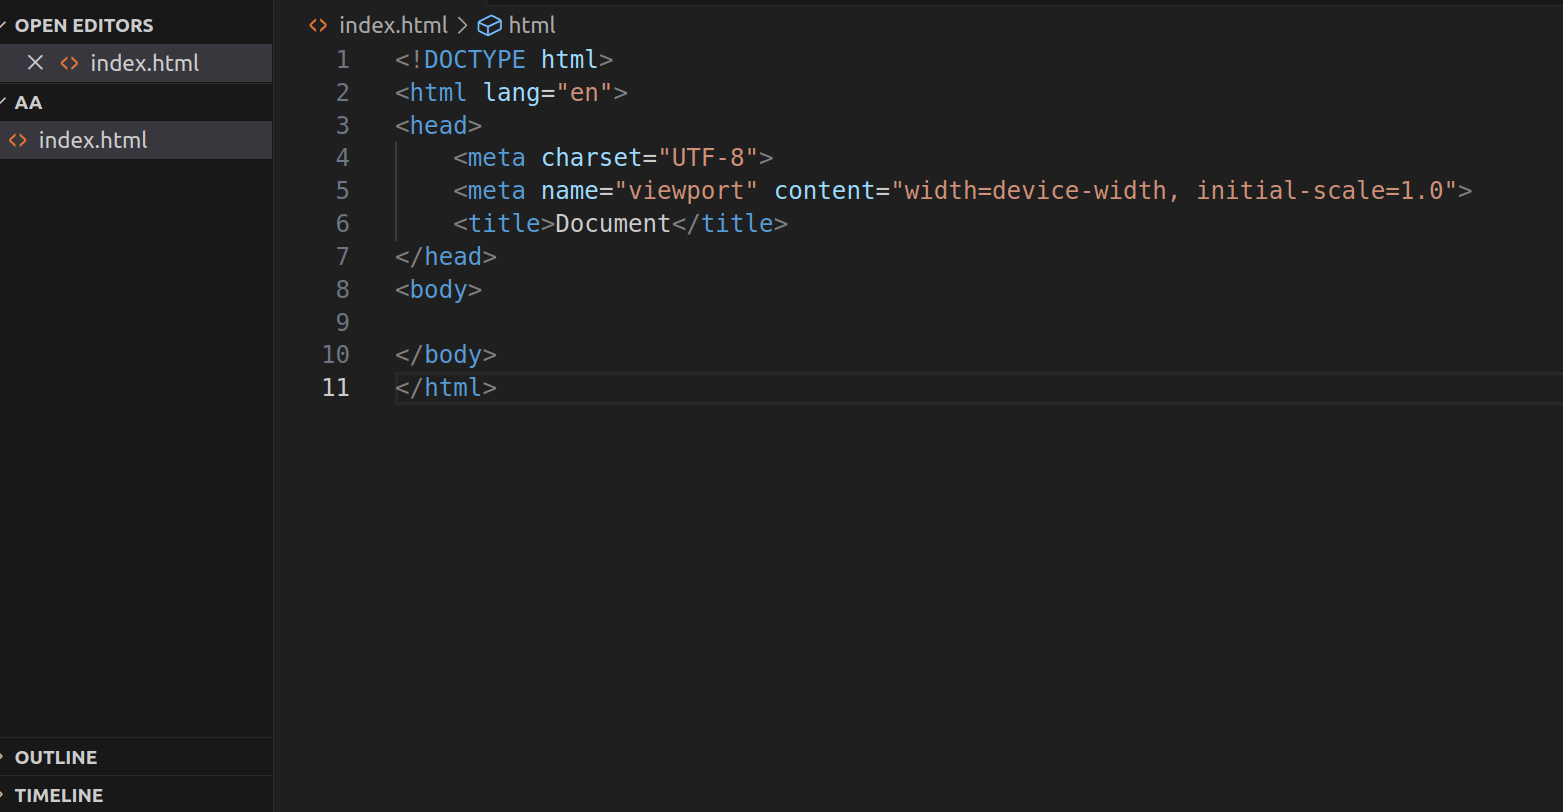 OPEN EDITORS
index.html
AA
index.html
OUTLINE
TIMELINE
index.html > html
1 <!DOCTYPE html>
2 <html lang="en">
3 <head>
4     <meta charset="UTF-8">
5     <meta name="viewport" content="width=device-width, initial-scale=1.0">
6     <title>Document</title>
7 </head>
8 <body>
9
10 </body>
11 </html>